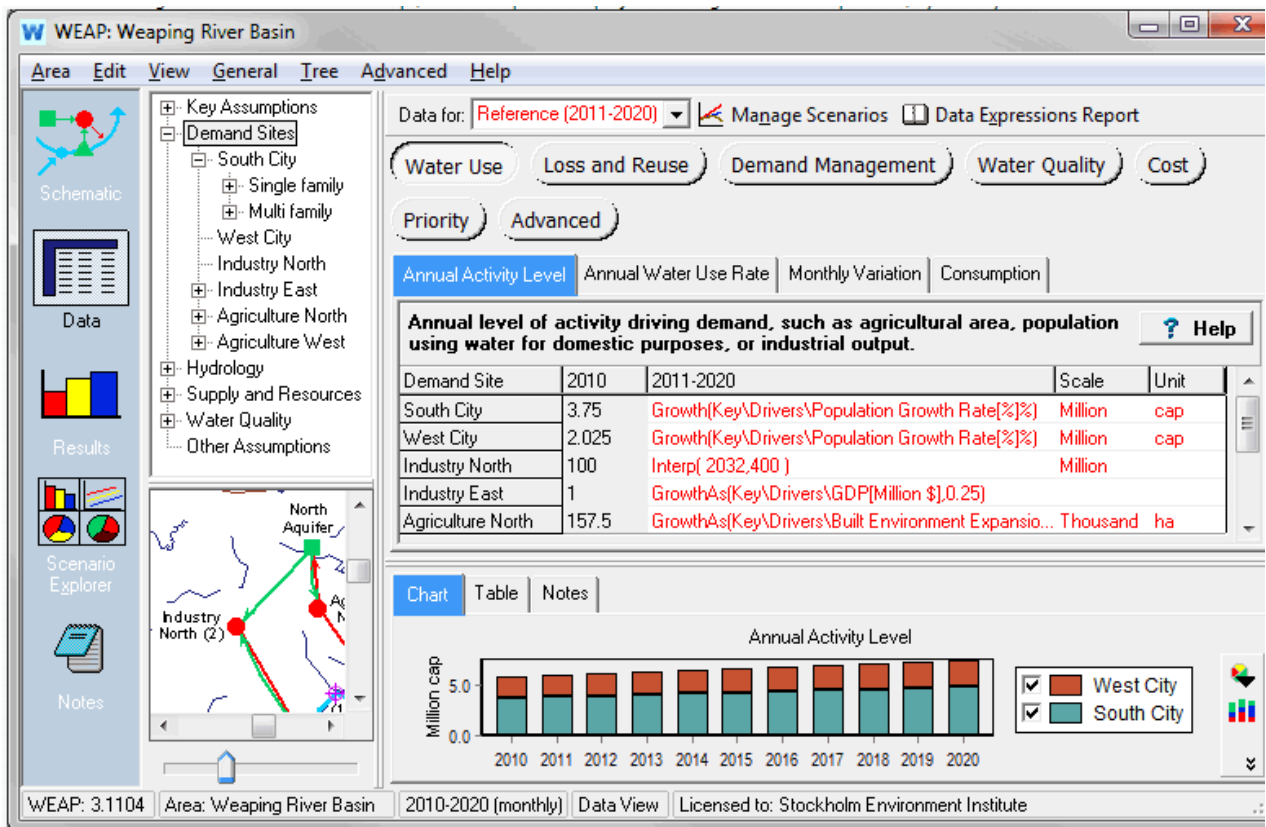 WEAP: Weaping River Basin
Area Edit View General Tree Advanced Help
Schematic
Data
Results
Scenario
Explorer
Notes
Key Assumptions
Demand Sites
South City
Single family
Multi family
West City
Industry North
Industry East
Agriculture North
Agriculture West
Hydrology
Supply and Resources
Water Quality
Other Assumptions
North
Aquifer
Industry
North (2)
Ag
N
Data for: Reference (2011-2020) Manage Scenarios Data Expressions Report
Water Use Loss and Reuse Demand Management Water Quality Cost
Priority Advanced
Annual Activity Level Annual Water Use Rate Monthly Variation Consumption
Annual level of activity driving demand, such as agricultural area, population
using water for domestic purposes, or industrial output.
? Help
Demand Site 2010 2011-2020 Scale Unit
South City 3.75 Growth(Key\Drivers\Population Growth Rate[%]%) Million cap
West City 2.025 Growth(Key\Drivers\Population Growth Rate[%]%) Million cap
Industry North 100 Interp( 2032,400 ) Million
Industry East 1 GrowthAs(Key\Drivers\GDP[Million $],0.25)
Agriculture North 157.5 GrowthAs(Key\Drivers\Built Environment Expansio... Thousand ha
Chart Table Notes
Annual Activity Level
Million cap
5.0
0.0
2010 2011 2012 2013 2014 2015 2016 2017 2018 2019 2020
West City
South City
WEAP: 3.1104 Area: Weaping River Basin 2010-2020 (monthly) Data View Licensed to: Stockholm Environment Institute